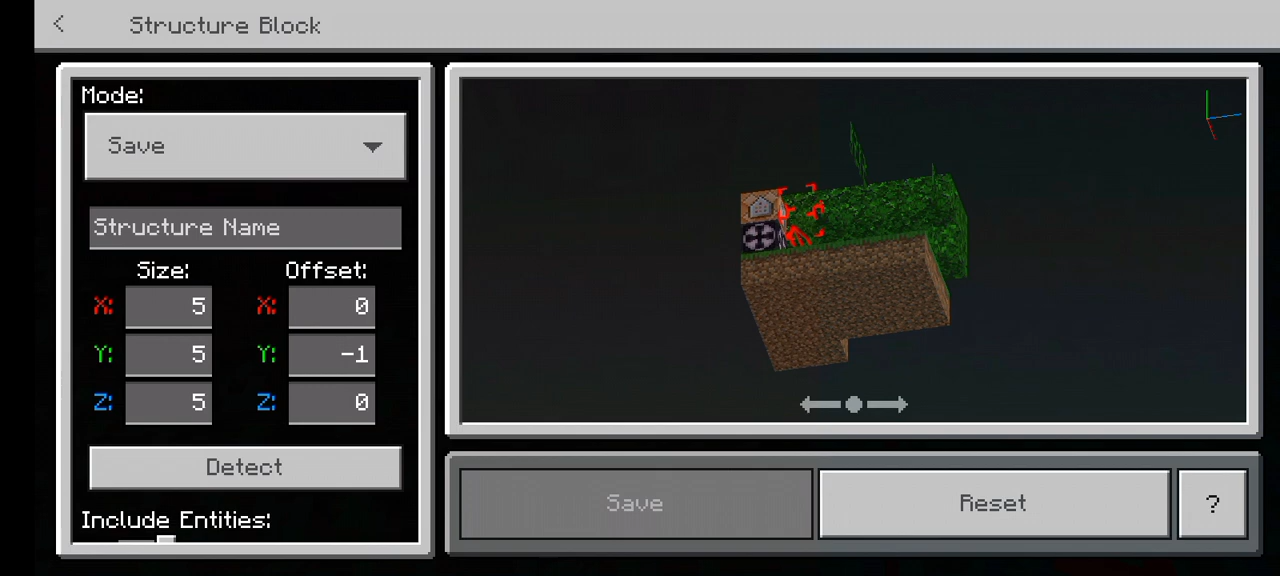 Structure Block
Mode:
Save
Structure Name
Size: Offset:
X: 5 X: 0
Y: 5 Y: -1
Z: 5 Z: 0
Detect
Include Entities:
Save Reset ?